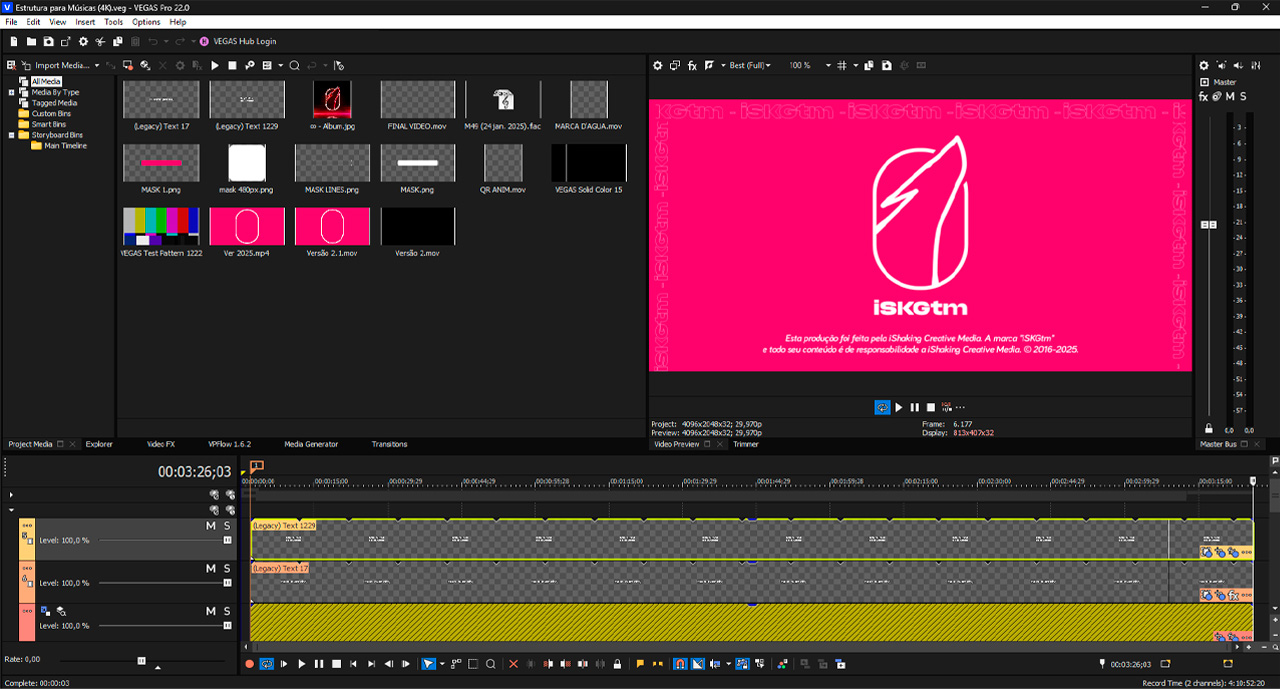 Estrutura para Músicas (4K).veg - VEGAS Pro 22.0
File Edit View Insert Tools Options Help
VEGAS Hub Login
Import Media...
Best (Full)
100 %
All Media
Media By Type
Tagged Media
Custom Bins
Smart Bins
Storyboard Bins
Main Timeline
(Legacy) Text 17
(Legacy) Text 1229
∞ - Album.jpg
FINAL VIDEO.mov
M46 (24 jan. 2025).flac
MARCA D'AGUA.mov
MASK 1.png
mask 480px.png
MASK LINES.png
MASK.png
QR ANIM.mov
VEGAS Solid Color 15
VEGAS Test Pattern 1222
Ver 2025.mp4
Versão 2.1.mov
Versão 2.mov
iSKGtm
Esta produção foi feita pela iShaking Creative Media. A marca "iSKGtm"
e todo seu conteúdo é de responsabilidade a iShaking Creative Media. © 2016-2025.
Project: 4096x2048x32; 29,970p
Preview: 4096x2048x32; 29,970p
Frame: 6.177
Display: 813x407x32
Video Preview
Trimmer
Master
fx M S
-3-
-6-
-9-
-12-
-15-
-18-
-21-
-24-
-27-
-30-
-33-
-36-
-39-
-42-
-45-
-48-
-51-
-54-
-57-
6.0 0.0
Master Bus
Project Media
Explorer
Video FX
VPFlow 1.6.2
Media Generator
Transitions
00:03:26;03
1
00:00:00;00 00:00:15;00 00:00:29;29 00:00:44;29 00:00:59;28 00:01:15;00 00:01:29;29 00:01:44;29 00:01:59;28 00:02:15;00 00:02:30;00 00:02:44;29 00:02:59;29 00:03:15;00
M S
Level: 100,0 %
(Legacy) Text 1229
M S
Level: 100,0 %
(Legacy) Text 17
M S
Level: 100,0 %
Rate: 0,00
00:03:26;03
Complete: 00:00:03
Record Time (2 channels): 4:10:52:20